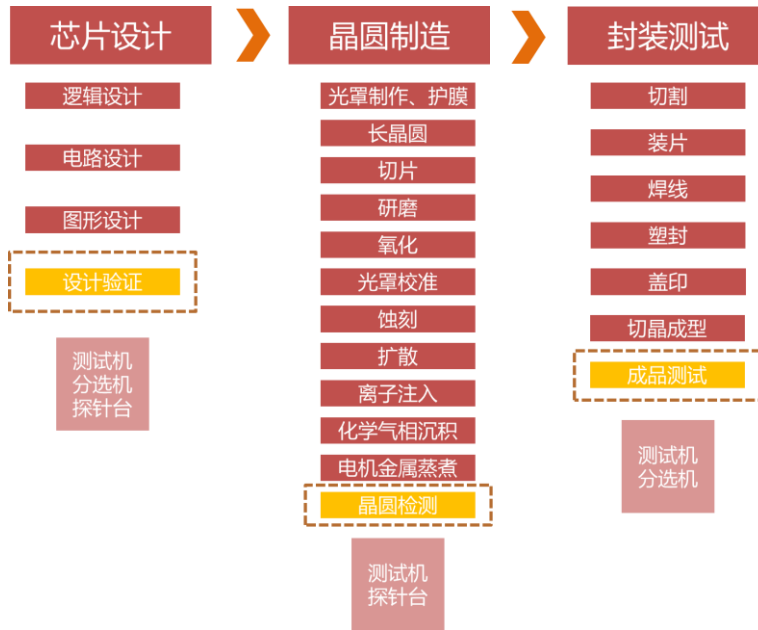 芯片设计
逻辑设计
电路设计
图形设计
设计验证
测试机
分选机
探针台
晶圆制造
光罩制作、护膜
长晶圆
切片
研磨
氧化
光罩校准
蚀刻
扩散
离子注入
化学气相沉积
电机金属蒸煮
晶圆检测
测试机
探针台
封装测试
切割
装片
焊线
塑封
盖印
切晶成型
成品测试
测试机
分选机